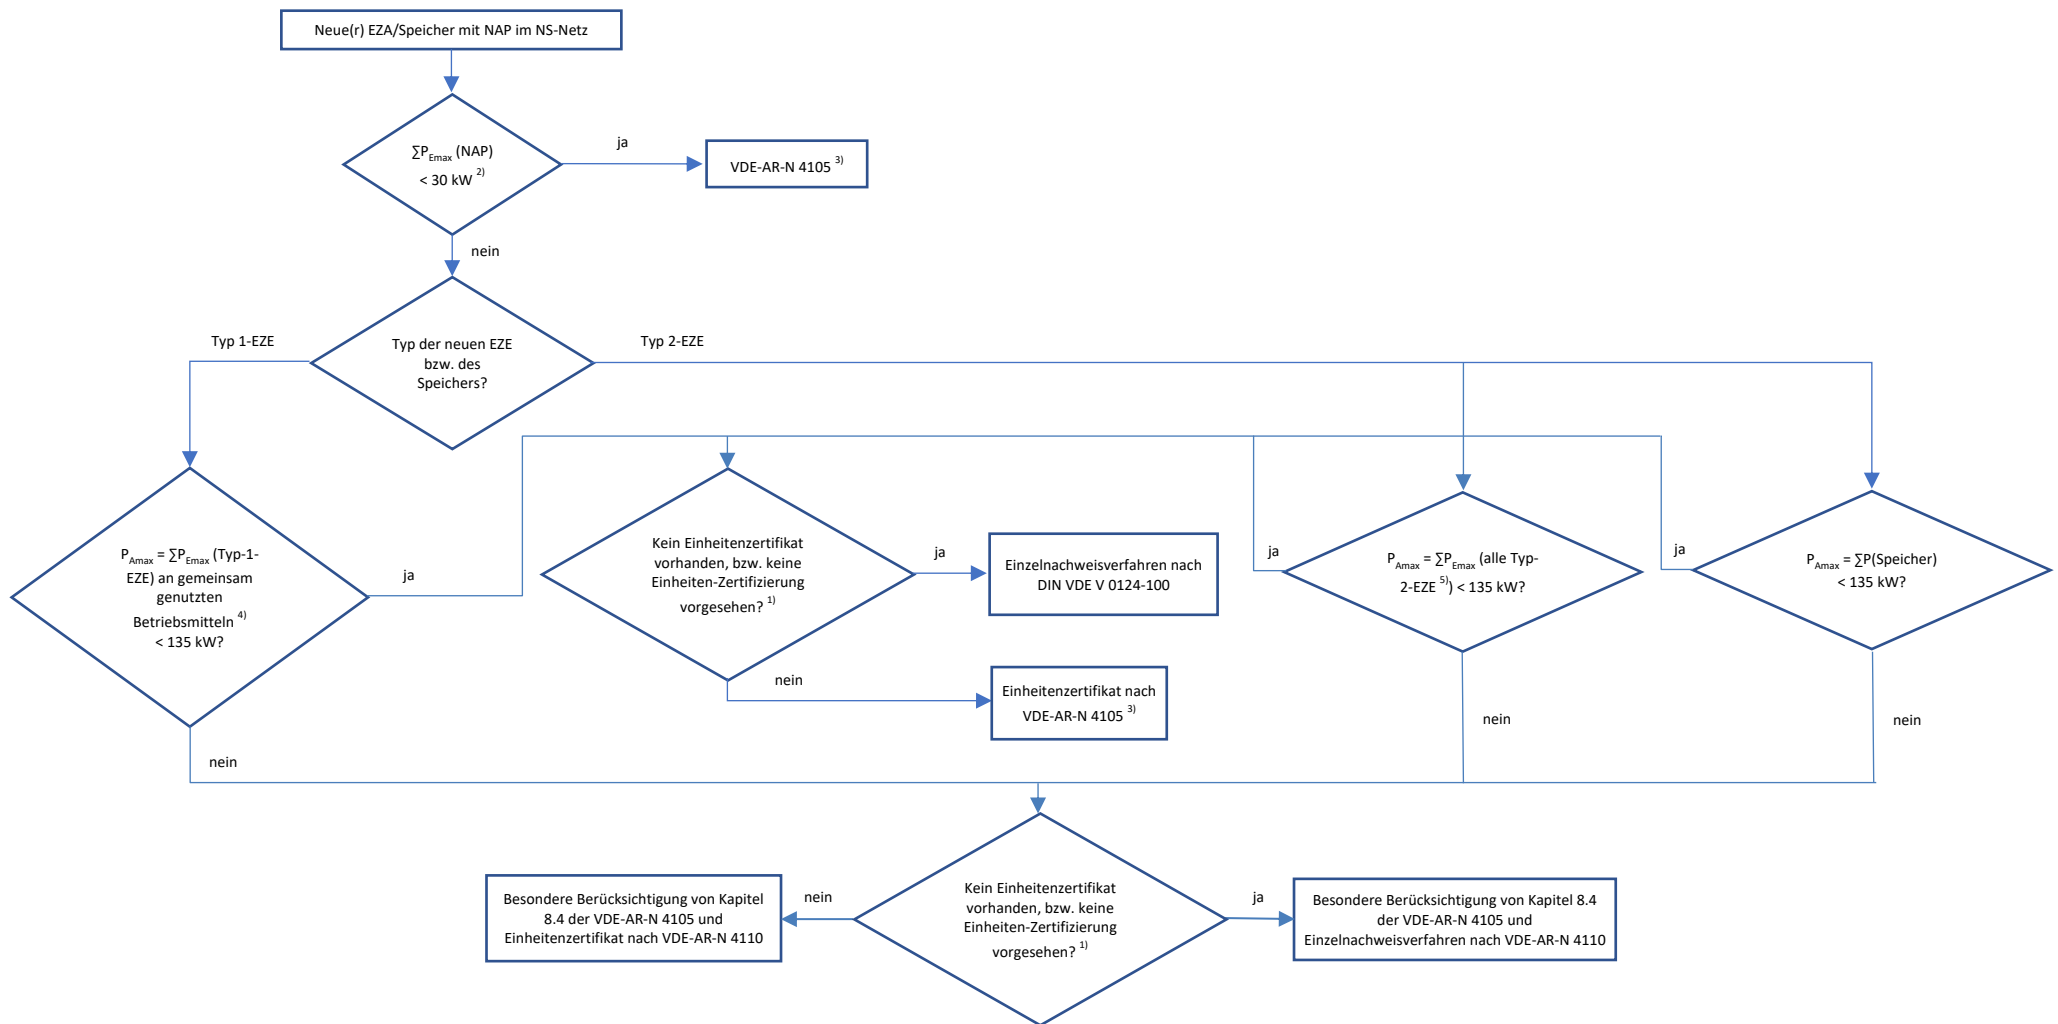 Neue(r) EZA/Speicher mit NAP im NS-Netz
∑P_Emax (NAP)
< 30 kW ²⁾
ja
VDE-AR-N 4105 ³⁾
nein
Typ 1-EZE
Typ der neuen EZE
bzw. des
Speichers?
Typ 2-EZE
P_Amax = ∑P_Emax (Typ-1-
EZE) an gemeinsam
genutzten
Betriebsmitteln ⁴⁾
< 135 kW?
ja
Kein Einheitenzertifikat
vorhanden, bzw. keine
Einheiten-Zertifizierung
vorgesehen? ¹⁾
ja
Einzelnachweisverfahren nach
DIN VDE V 0124-100
nein
Einheitenzertifikat nach
VDE-AR-N 4105 ³⁾
ja
P_Amax = ∑P_Emax (alle Typ-
2-EZE ⁵⁾) < 135 kW?
ja
P_Amax = ∑P(Speicher)
< 135 kW?
nein
nein
nein
Kein Einheitenzertifikat
vorhanden, bzw. keine
Einheiten-Zertifizierung
vorgesehen? ¹⁾
nein
Besondere Berücksichtigung von Kapitel
8.4 der VDE-AR-N 4105 und
Einheitenzertifikat nach VDE-AR-N 4110
ja
Besondere Berücksichtigung von Kapitel 8.4
der VDE-AR-N 4105 und
Einzelnachweisverfahren nach VDE-AR-N 4110